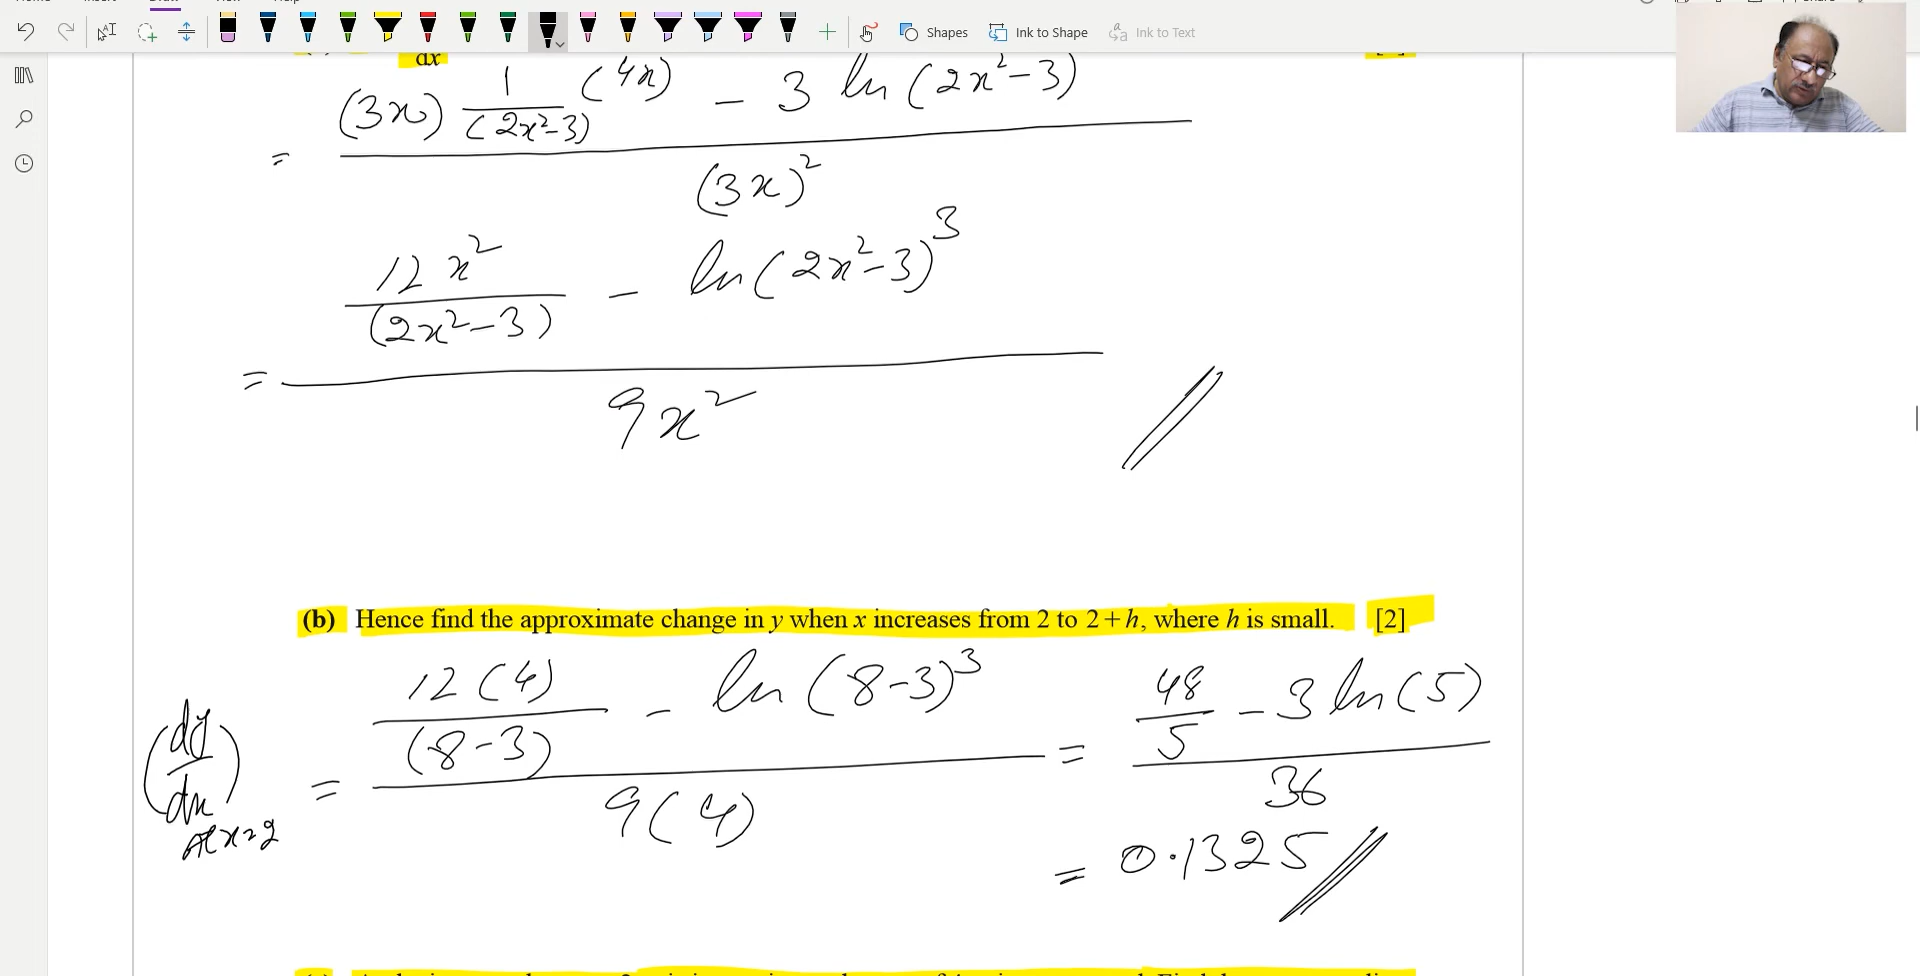 Shapes Ink to Shape Ink to Text
dx
= (3x) 1/(2x²-3) (4x) - 3 ln (2x²-3)
(3x)²
= 12x²/(2x²-3) - ln(2x²-3)³
9x²
(b) Hence find the approximate change in y when x increases from 2 to 2+h, where h is small. [2]
(dy/dx) At x=2 = 12(4)/(8-3) - ln(8-3)³ = 48/5 - 3 ln(5)
9(4) 36
= 0.1325